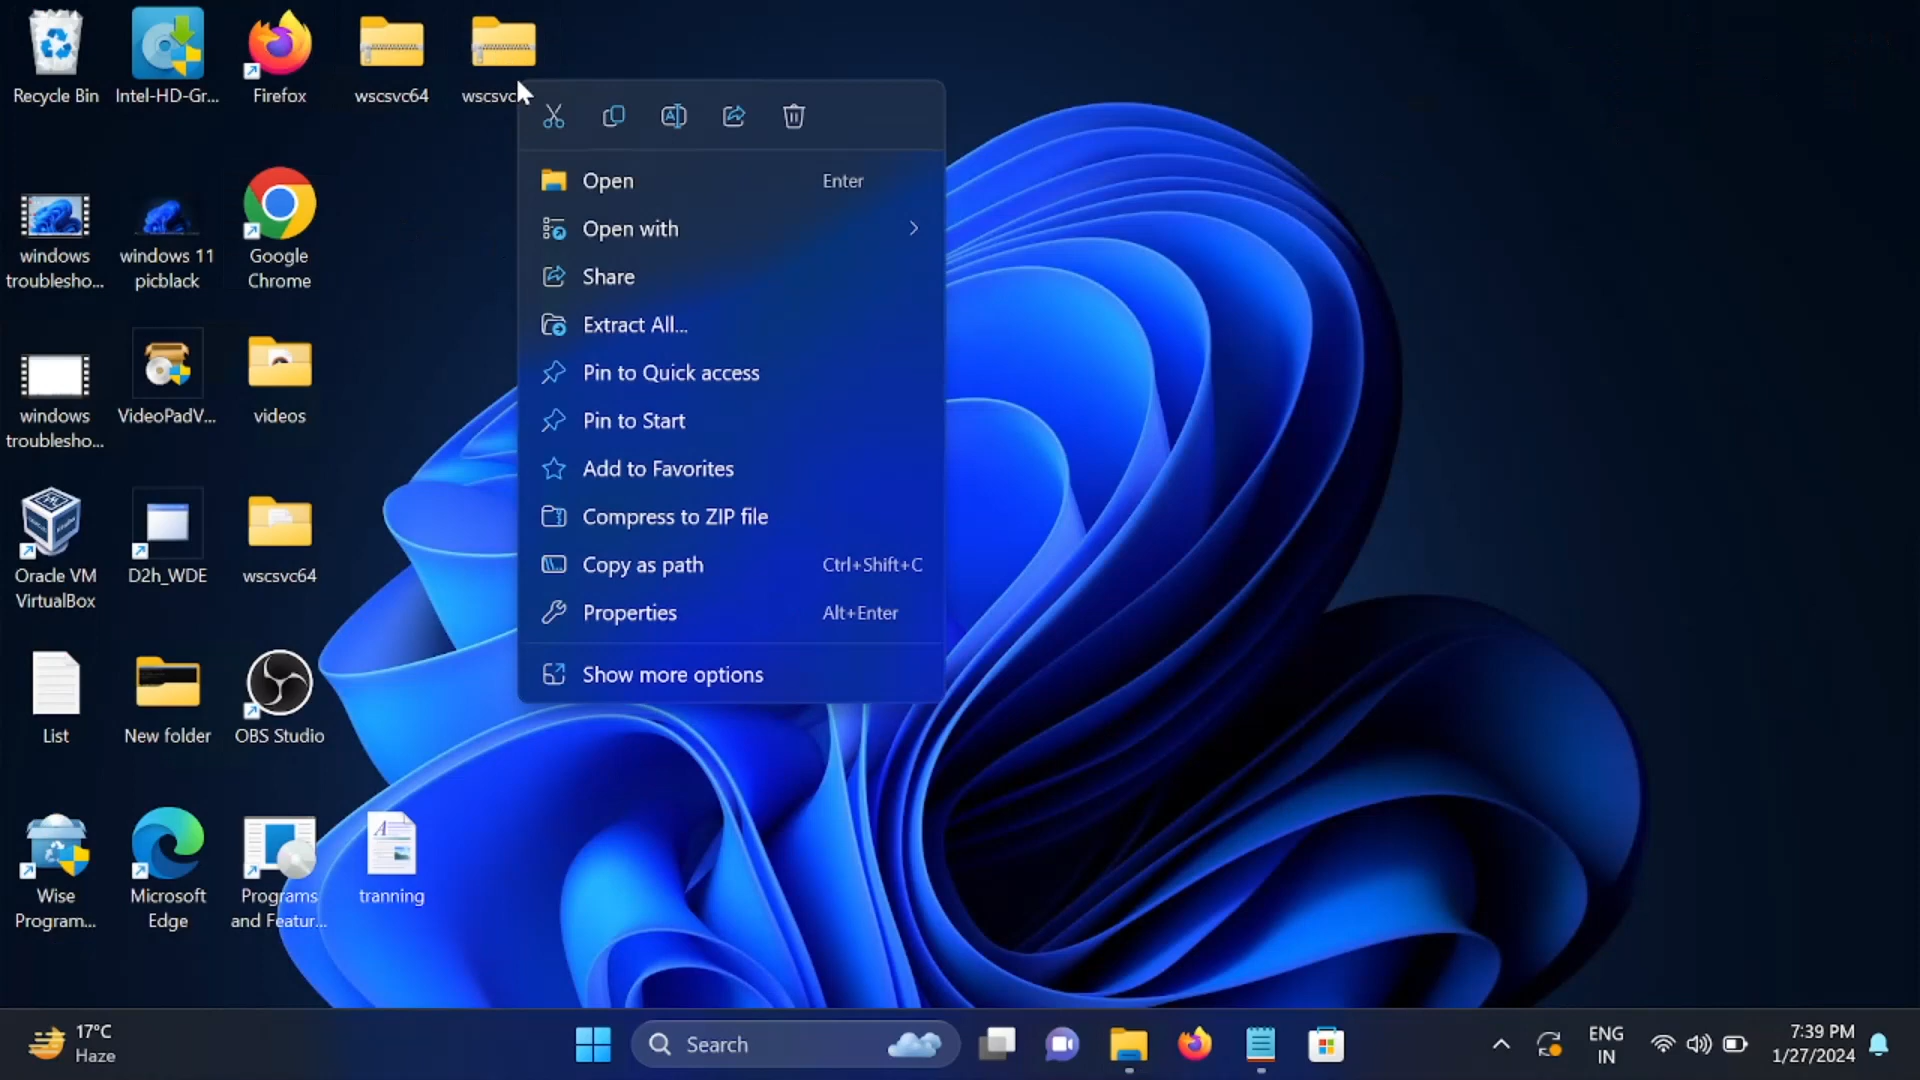 Recycle Bin
Intel-HD-Gr...
Firefox
wscsvc64
wscsvc
windows
troublesho...
windows 11
picblack
Google
Chrome
windows
troublesho...
VideoPadV...
videos
Oracle VM
VirtualBox
D2h_WDE
wscsvc64
List
New folder
OBS Studio
Wise
Program...
Microsoft
Edge
Programs
and Featur...
tranning
Open Enter
Open with
Share
Extract All...
Pin to Quick access
Pin to Start
Add to Favorites
Compress to ZIP file
Copy as path Ctrl+Shift+C
Properties Alt+Enter
Show more options
17°C
Haze
Search
ENG
IN
7:39 PM
1/27/2024